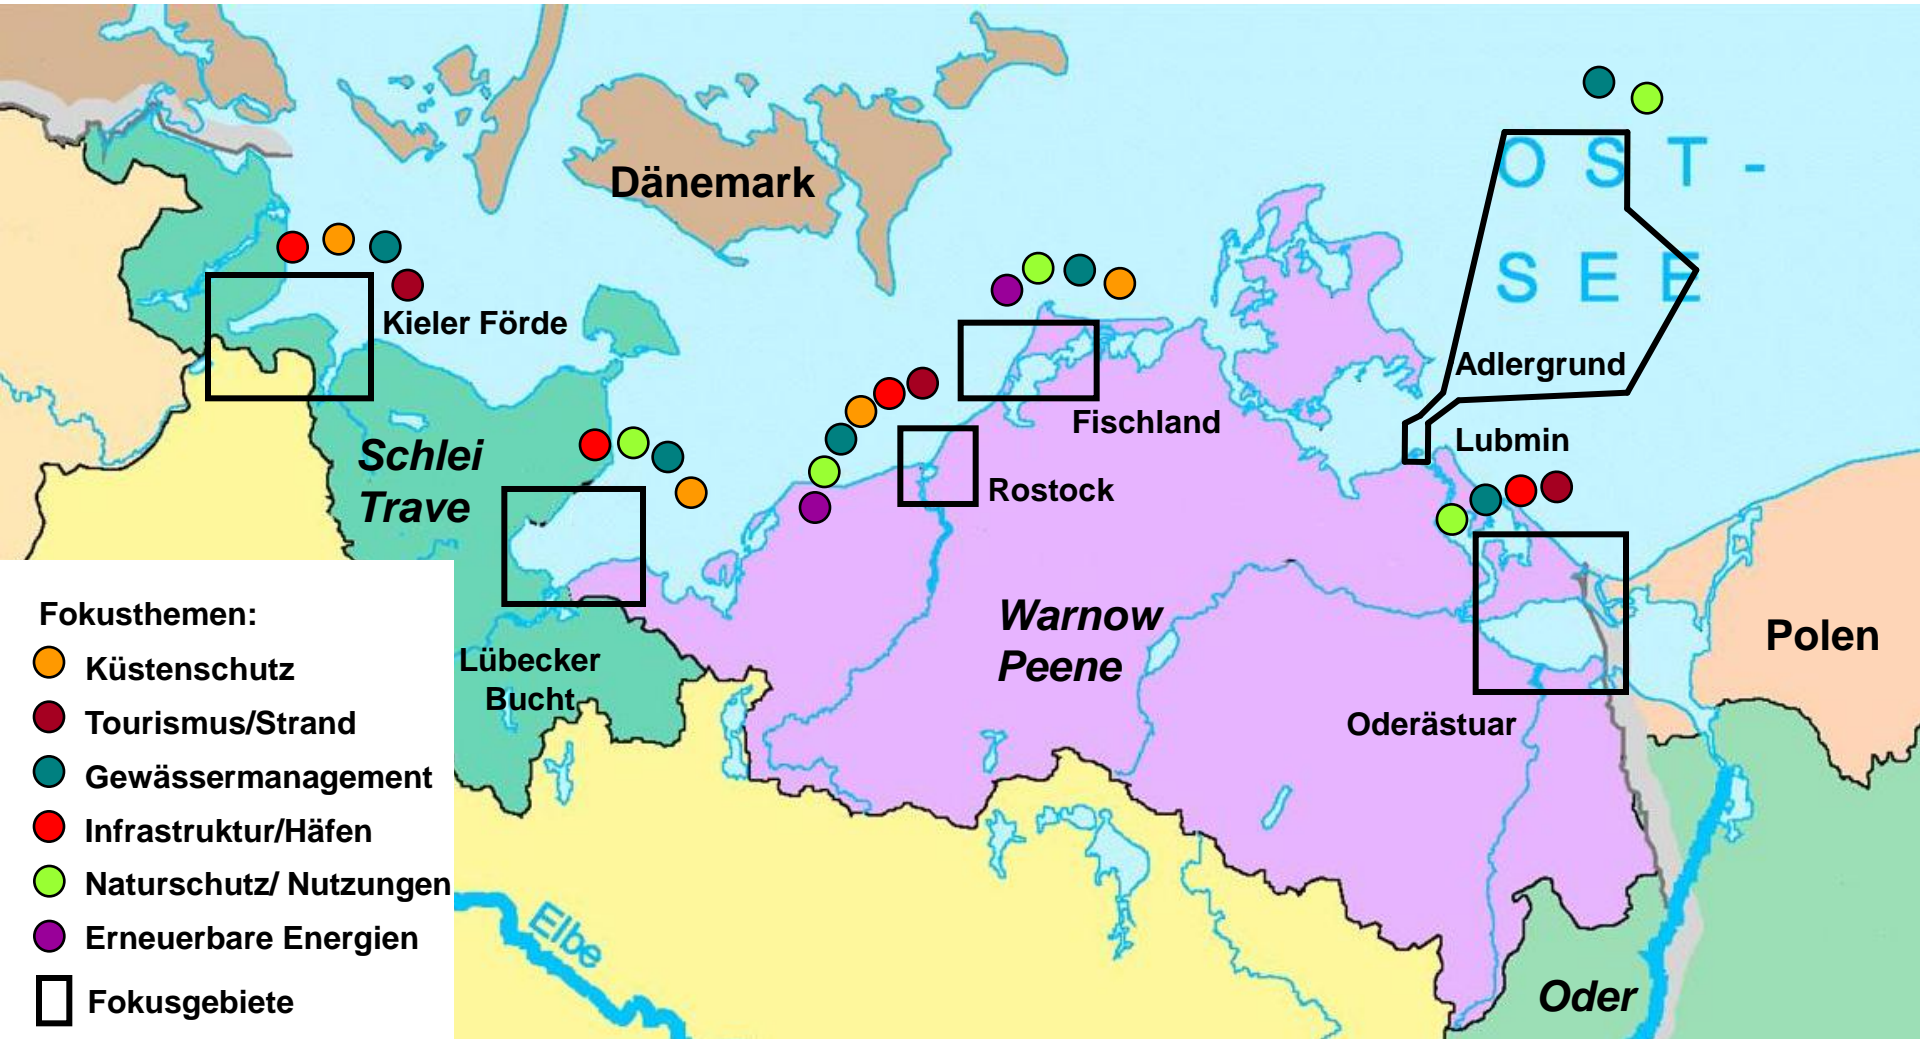 Dänemark
OST-
SEE
Kieler Förde
Adlergrund
Fischland
Lubmin
Schlei
Trave
Rostock
Warnow
Peene
Polen
Lübecker
Bucht
Oderästuar
Elbe
Oder
Fokusthemen:
Küstenschutz
Tourismus/Strand
Gewässermanagement
Infrastruktur/Häfen
Naturschutz/ Nutzungen
Erneuerbare Energien
Fokusgebiete